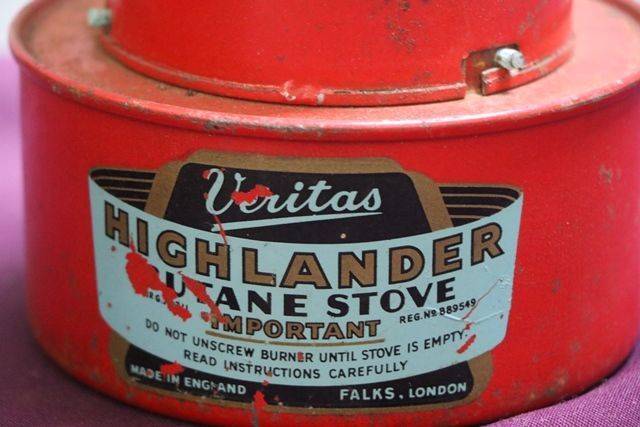 Veritas
HIGHLANDER
BUTANE STOVE
REG. Nº 889549
IMPORTANT
DO NOT UNSCREW BURNER UNTIL STOVE IS EMPTY.
READ INSTRUCTIONS CAREFULLY
MADE IN ENGLAND
FALKS, LONDON